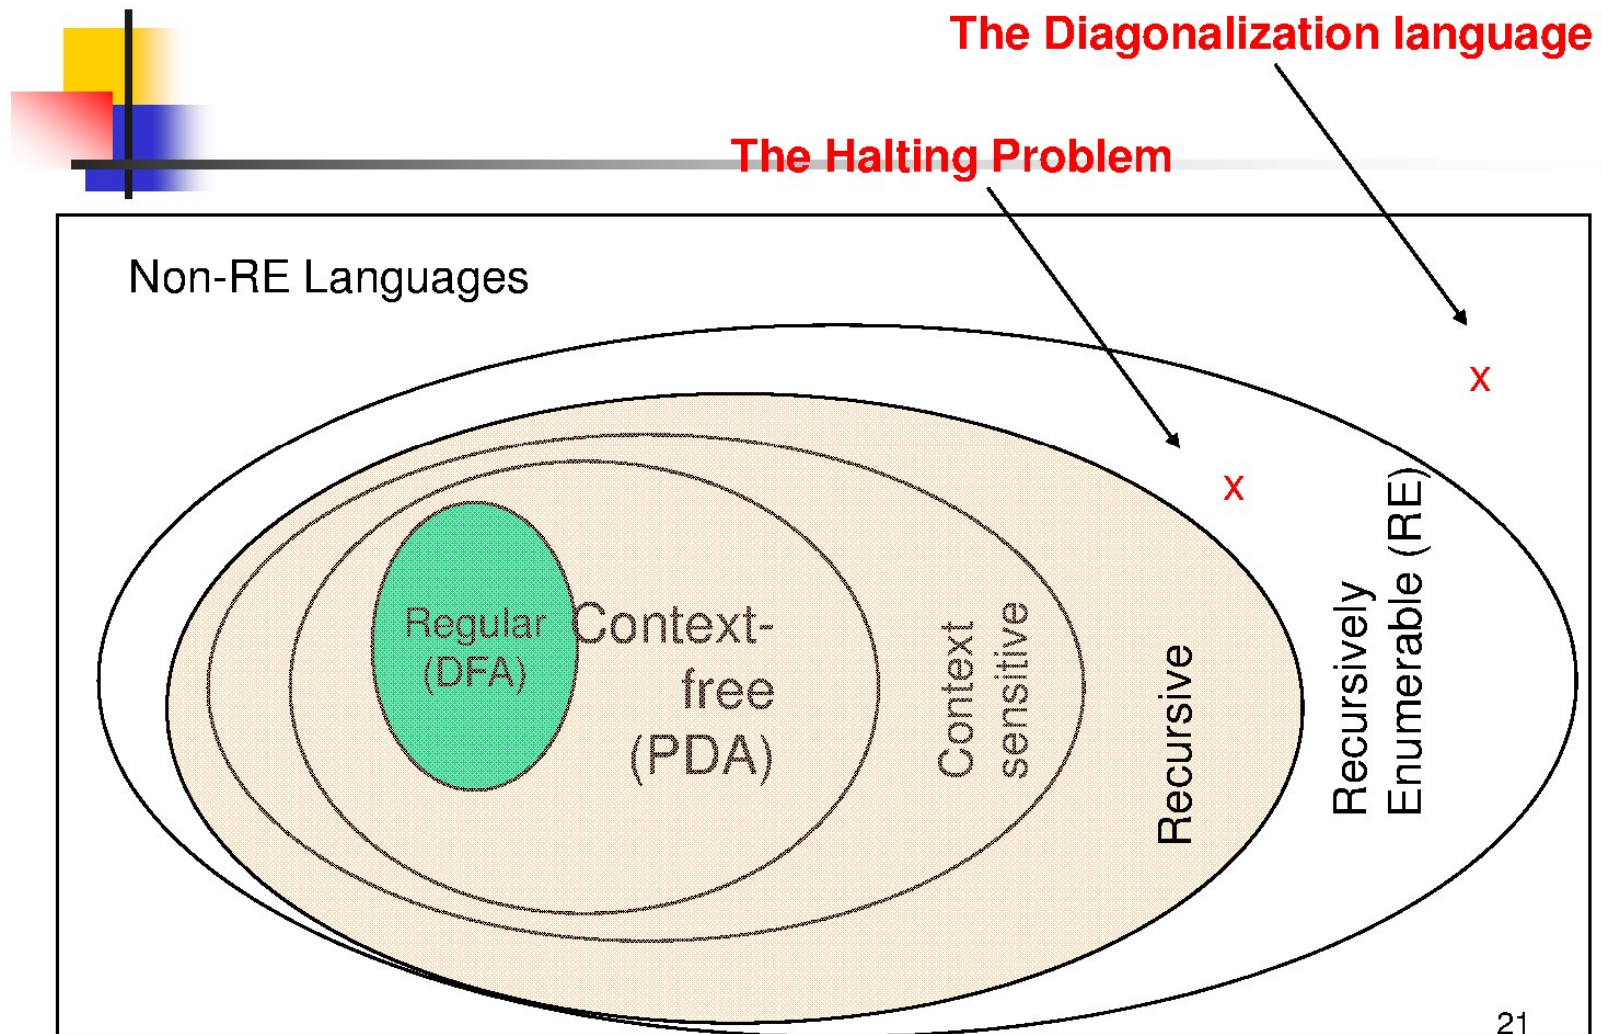 The Diagonalization language
The Halting Problem
Non-RE Languages
x
x
Regular
(DFA)
Context-
free
(PDA)
Context
sensitive
Recursive
Recursively
Enumerable (RE)
21